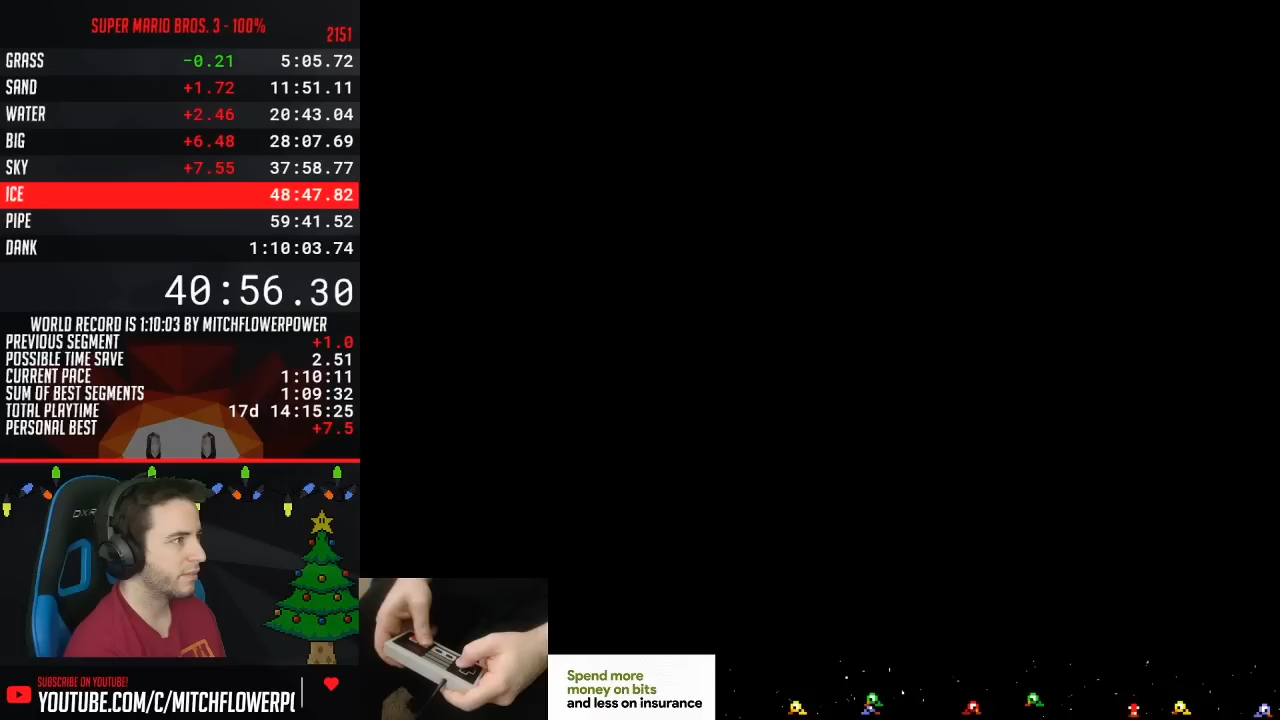 SUPER MARIO BROS. 3 - 100%
2151
GRASS -0.21 5:05.72
SAND +1.72 11:51.11
WATER +2.46 20:43.04
BIG +6.48 28:07.69
SKY +7.55 37:58.77
ICE 48:47.82
PIPE 59:41.52
DANK 1:10:03.74
40:56.30
WORLD RECORD IS 1:10:03 BY MITCHFLOWERPOWER
PREVIOUS SEGMENT +1.0
POSSIBLE TIME SAVE 2.51
CURRENT PACE 1:10:11
SUM OF BEST SEGMENTS 1:09:32
TOTAL PLAYTIME 17d 14:15:25
PERSONAL BEST +7.5
DXR
SUBSCRIBE ON YOUTUBE!
YOUTUBE.COM/C/MITCHFLOWERP
Spend more
money on bits
and less on insurance